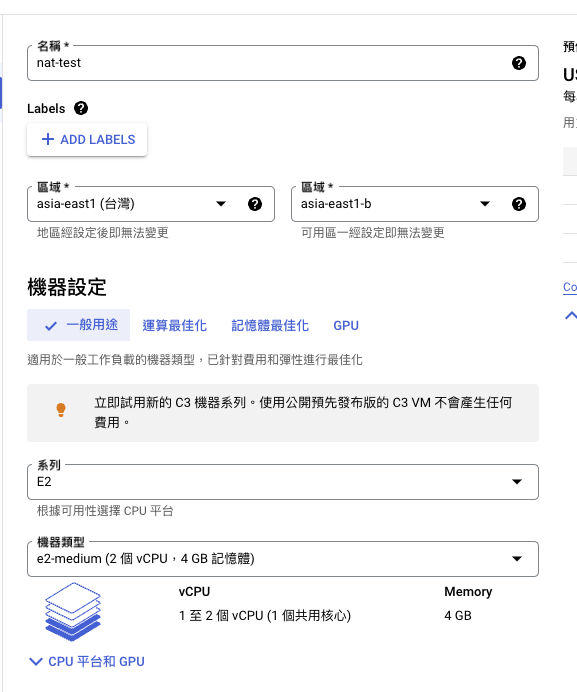 名稱 *
nat-test
Labels
ADD LABELS
區域 *
asia-east1 (台灣)
地區經設定後即無法變更
區域 *
asia-east1-b
可用區一經設定即無法變更
機器設定
一般用途
運算最佳化
記憶體最佳化
GPU
適用於一般工作負載的機器類型，已針對費用和彈性進行最佳化
立即試用新的 C3 機器系列。使用公開預先發布版的 C3 VM 不會產生任何
費用。
系列
E2
根據可用性選擇 CPU 平台
機器類型
e2-medium (2 個 vCPU，4 GB 記憶體)
vCPU
1 至 2 個 vCPU (1 個共用核心)
Memory
4 GB
CPU 平台和 GPU
每
Co